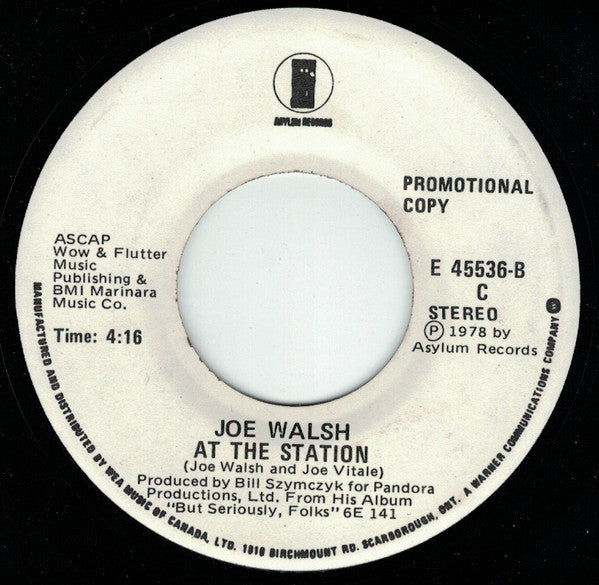 ASYLUM RECORDS
PROMOTIONAL
COPY
ASCAP
Wow & Flutter
Music
Publishing &
BMI Marinara
Music Co.
Time: 4:16
E 45536-B
C
STEREO
Ⓟ 1978 by
Asylum Records
JOE WALSH
AT THE STATION
(Joe Walsh and Joe Vitale)
Produced by Bill Szymczyk for Pandora
Productions, Ltd. From His Album
"But Seriously, Folks" 6E 141
MANUFACTURED AND DISTRIBUTED BY WEA MUSIC OF CANADA, LTD. 1810 BIRCHMOUNT RD. SCARBOROUGH, ONT. A WARNER COMMUNICATIONS COMPANY